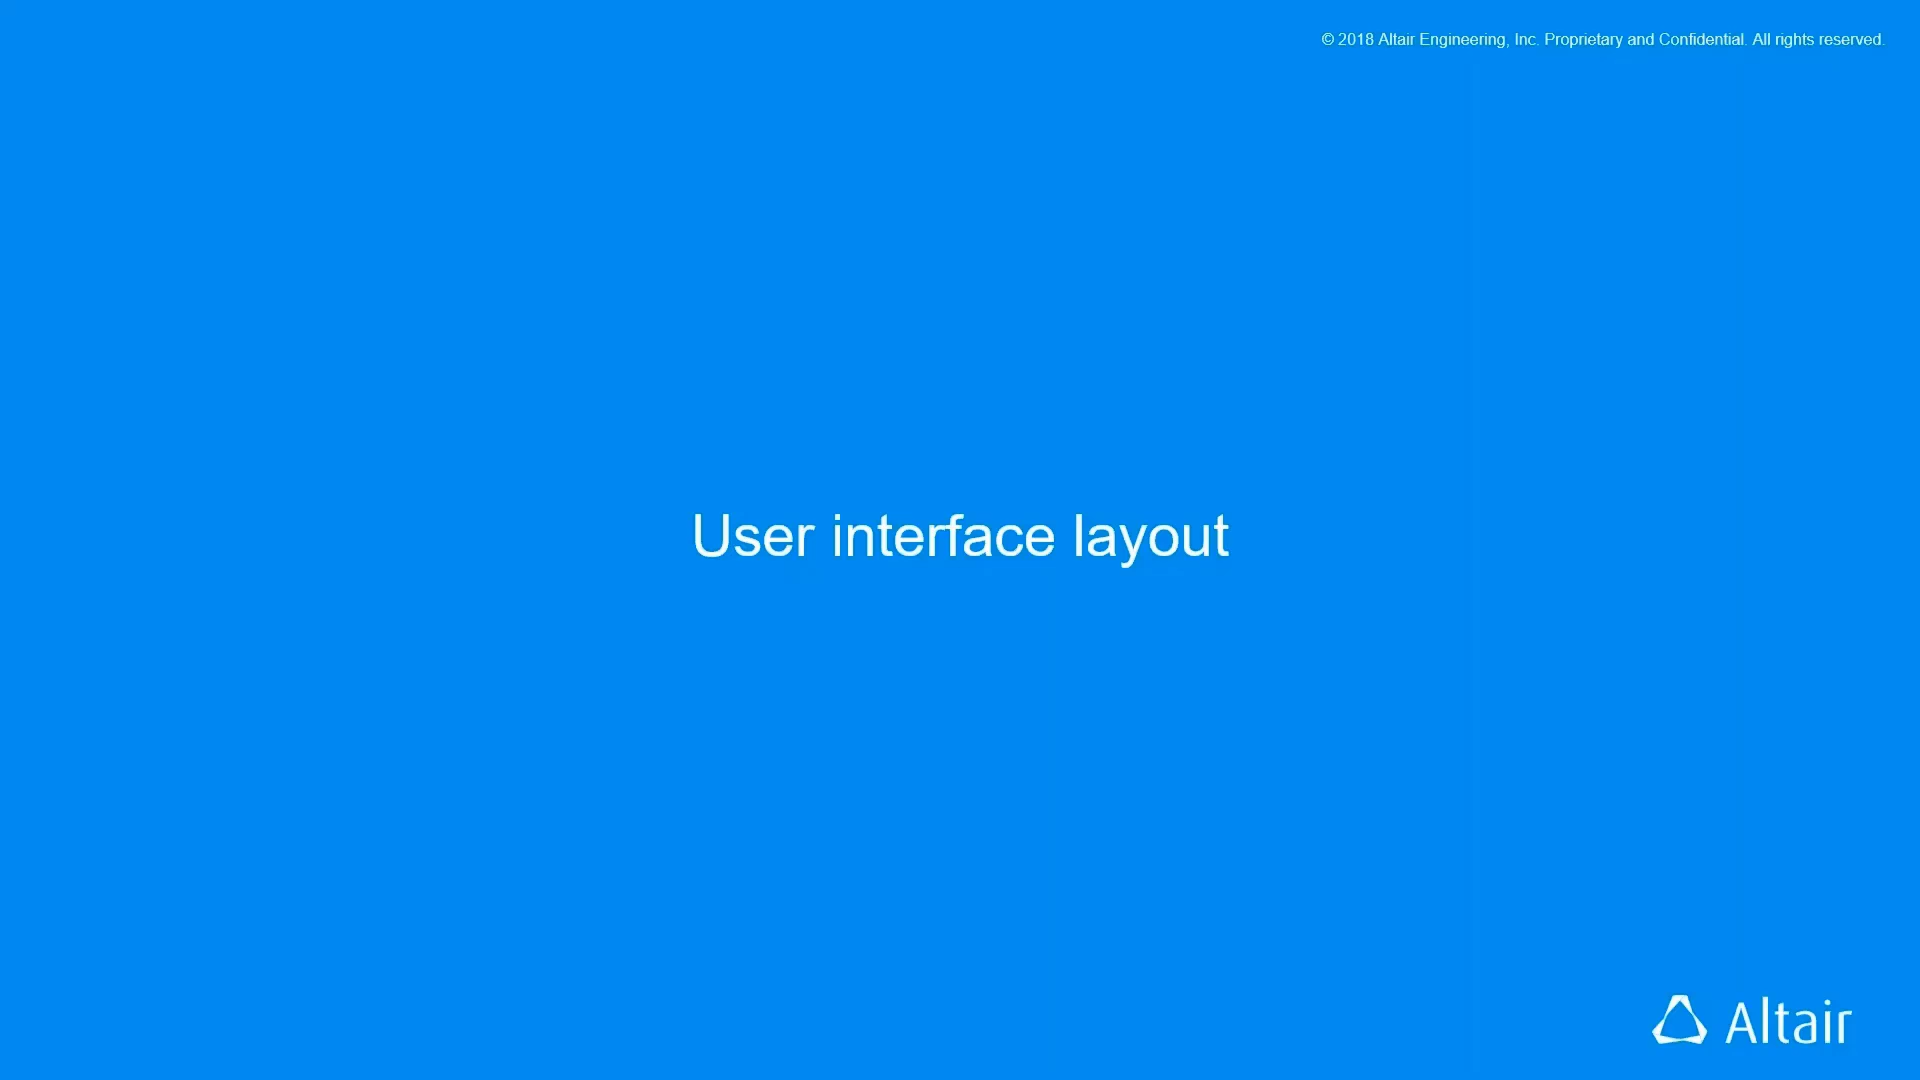 © 2018 Altair Engineering, Inc. Proprietary and Confidential. All rights reserved.
User interface layout
Altair